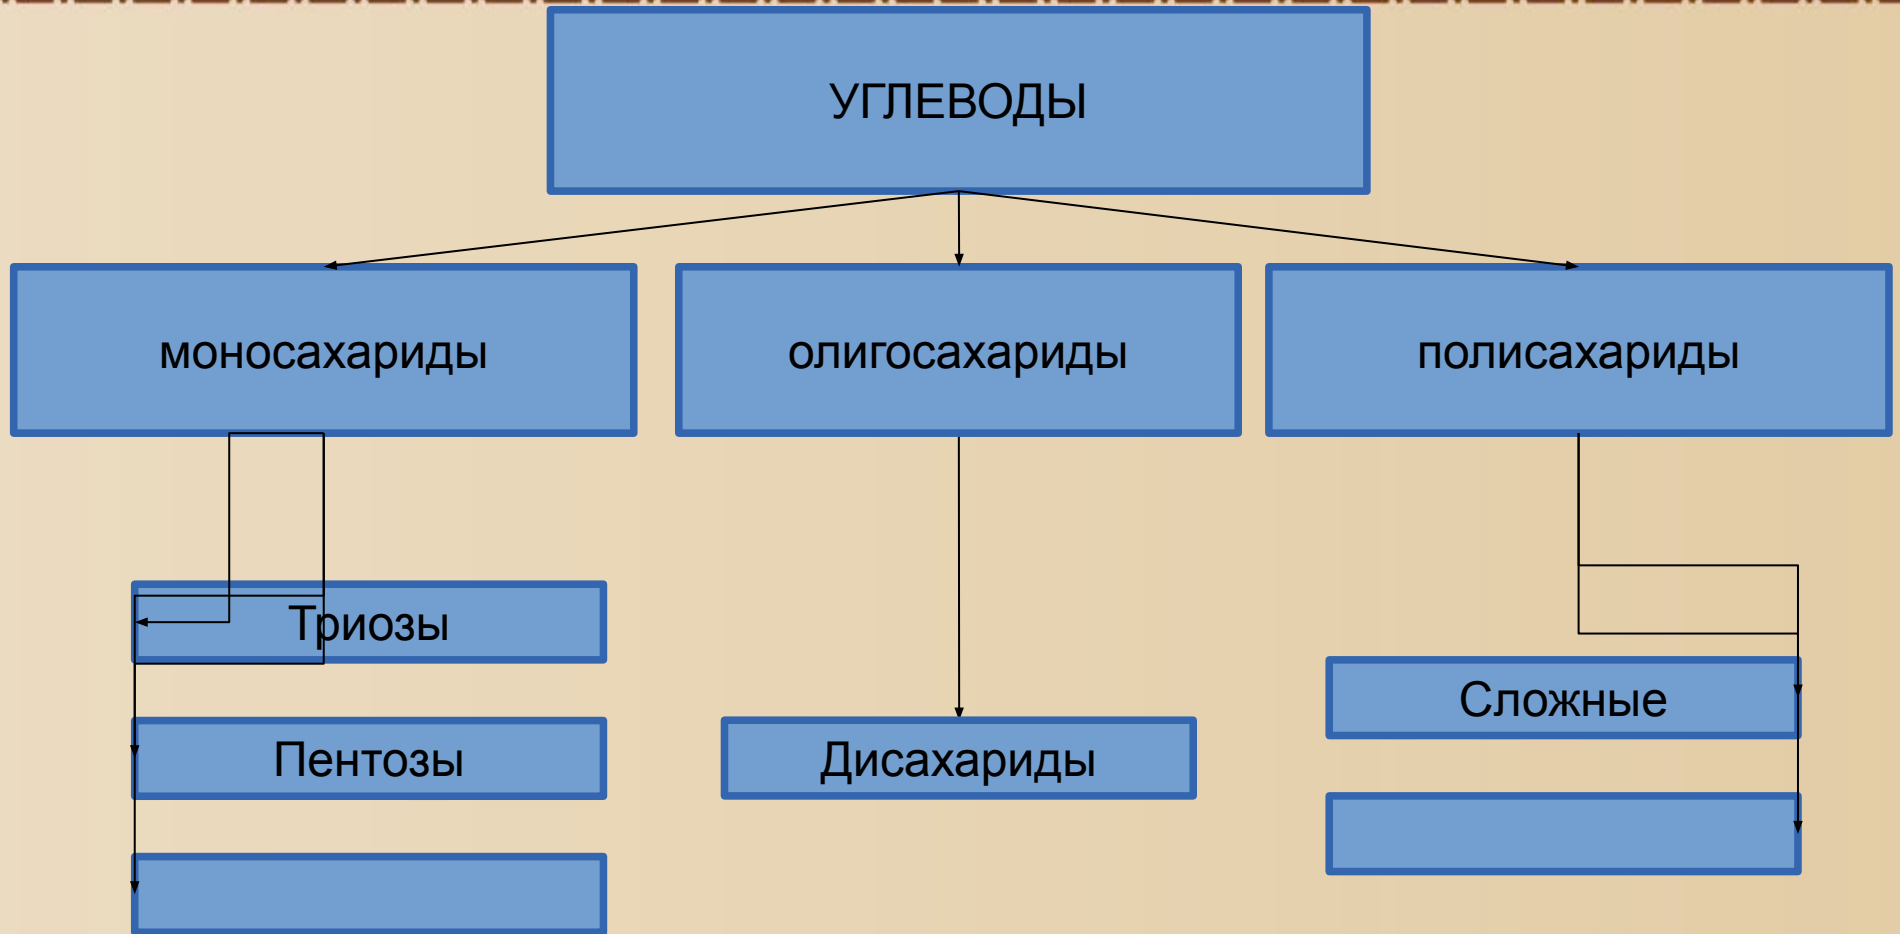 УГЛЕВОДЫ
моносахариды
олигосахариды
полисахариды
Триозы
Пентозы
Дисахариды
Сложные